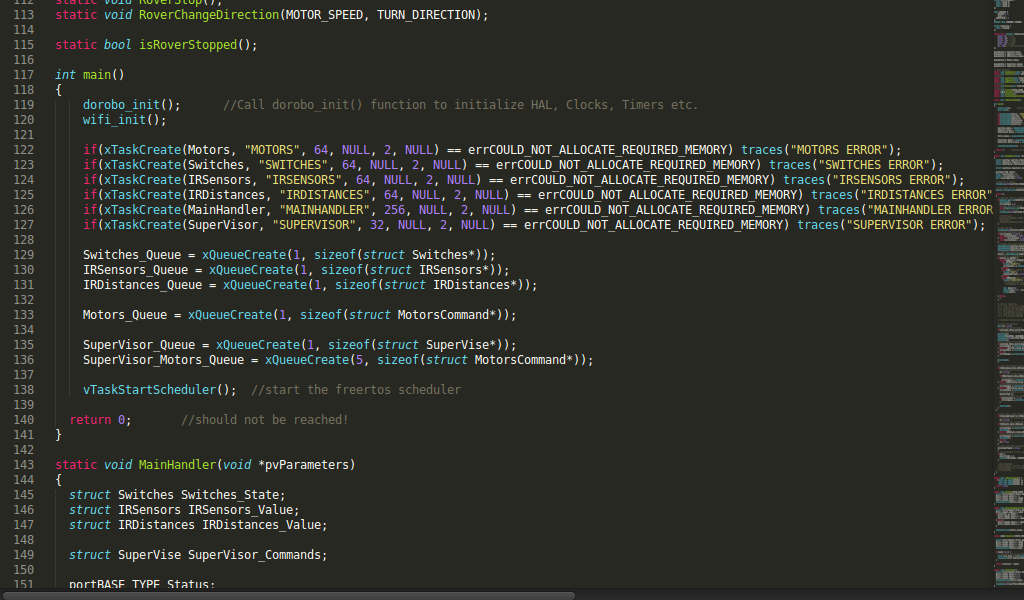 112 static void RoverStop();
113 static void RoverChangeDirection(MOTOR_SPEED, TURN_DIRECTION);
114
115 static bool isRoverStopped();
116
117 int main()
118 {
119 dorobo_init(); //Call dorobo_init() function to initialize HAL, Clocks, Timers etc.
120 wifi_init();
121
122 if(xTaskCreate(Motors, "MOTORS", 64, NULL, 2, NULL) == errCOULD_NOT_ALLOCATE_REQUIRED_MEMORY) traces("MOTORS ERROR");
123 if(xTaskCreate(Switches, "SWITCHES", 64, NULL, 2, NULL) == errCOULD_NOT_ALLOCATE_REQUIRED_MEMORY) traces("SWITCHES ERROR");
124 if(xTaskCreate(IRSensors, "IRSENSORS", 64, NULL, 2, NULL) == errCOULD_NOT_ALLOCATE_REQUIRED_MEMORY) traces("IRSENSORS ERROR");
125 if(xTaskCreate(IRDistances, "IRDISTANCES", 64, NULL, 2, NULL) == errCOULD_NOT_ALLOCATE_REQUIRED_MEMORY) traces("IRDISTANCES ERROR"
126 if(xTaskCreate(MainHandler, "MAINHANDLER", 256, NULL, 2, NULL) == errCOULD_NOT_ALLOCATE_REQUIRED_MEMORY) traces("MAINHANDLER ERROR
127 if(xTaskCreate(SuperVisor, "SUPERVISOR", 32, NULL, 2, NULL) == errCOULD_NOT_ALLOCATE_REQUIRED_MEMORY) traces("SUPERVISOR ERROR");
128
129 Switches_Queue = xQueueCreate(1, sizeof(struct Switches*));
130 IRSensors_Queue = xQueueCreate(1, sizeof(struct IRSensors*));
131 IRDistances_Queue = xQueueCreate(1, sizeof(struct IRDistances*));
132
133 Motors_Queue = xQueueCreate(1, sizeof(struct MotorsCommand*));
134
135 SuperVisor_Queue = xQueueCreate(1, sizeof(struct SuperVise*));
136 SuperVisor_Motors_Queue = xQueueCreate(5, sizeof(struct MotorsCommand*));
137
138 vTaskStartScheduler(); //start the freertos scheduler
139
140 return 0; //should not be reached!
141 }
142
143 static void MainHandler(void *pvParameters)
144 {
145 struct Switches Switches_State;
146 struct IRSensors IRSensors_Value;
147 struct IRDistances IRDistances_Value;
148
149 struct SuperVise SuperVisor_Commands;
150
151 portBASE_TYPE Status;